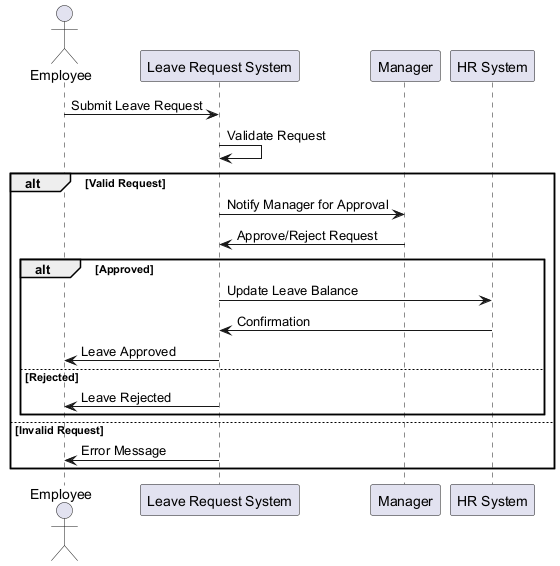 Employee
Leave Request System
Manager
HR System
Submit Leave Request
Validate Request
alt
[Valid Request]
Notify Manager for Approval
Approve/Reject Request
alt
[Approved]
Update Leave Balance
Confirmation
Leave Approved
[Rejected]
Leave Rejected
[Invalid Request]
Error Message
Employee
Leave Request System
Manager
HR System